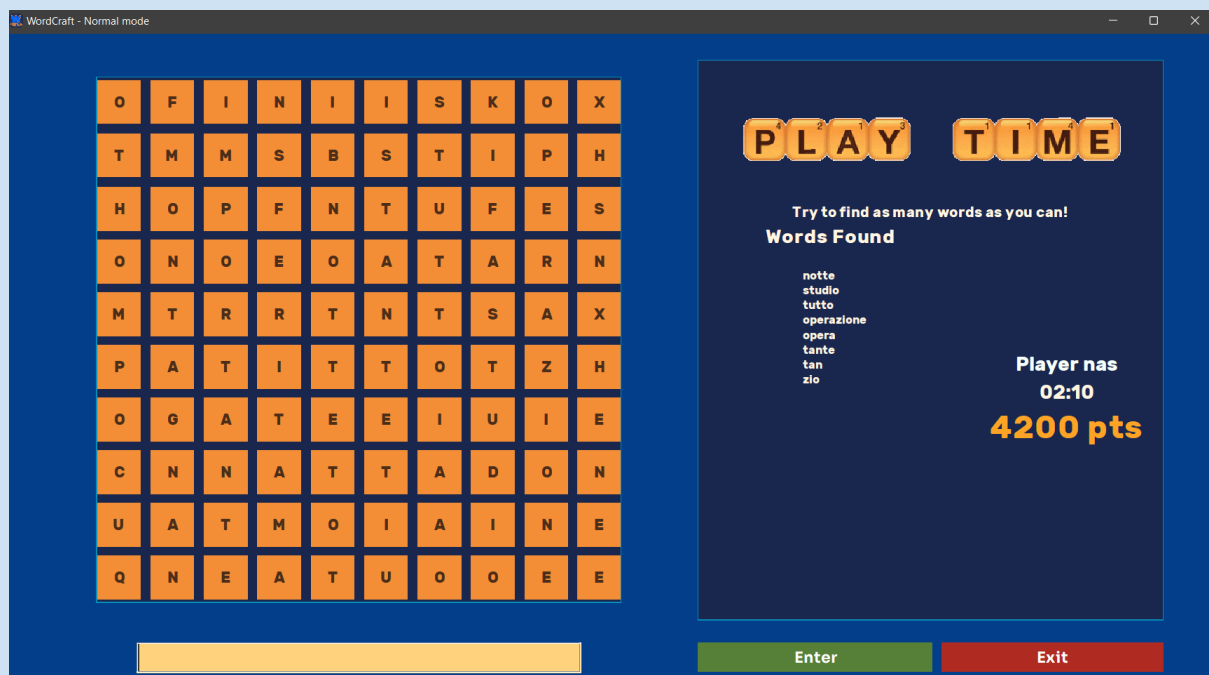 WordCraft - Normal mode
O F I N I I S K O X
T M M S B S T I P H
H O P F N T U F E S
O N O E O A T A R N
M T R R T N T S A X
P A T I T T O T Z H
O G A T E E I U I E
C N N A T T A D O N
U A T M O I A I N E
Q N E A T U O O E E
PLAY TIME
Try to find as many words as you can!
Words Found
notte
studio
tutto
operazione
opera
tante
tan
zio
Player nas
02:10
4200 pts
Enter
Exit